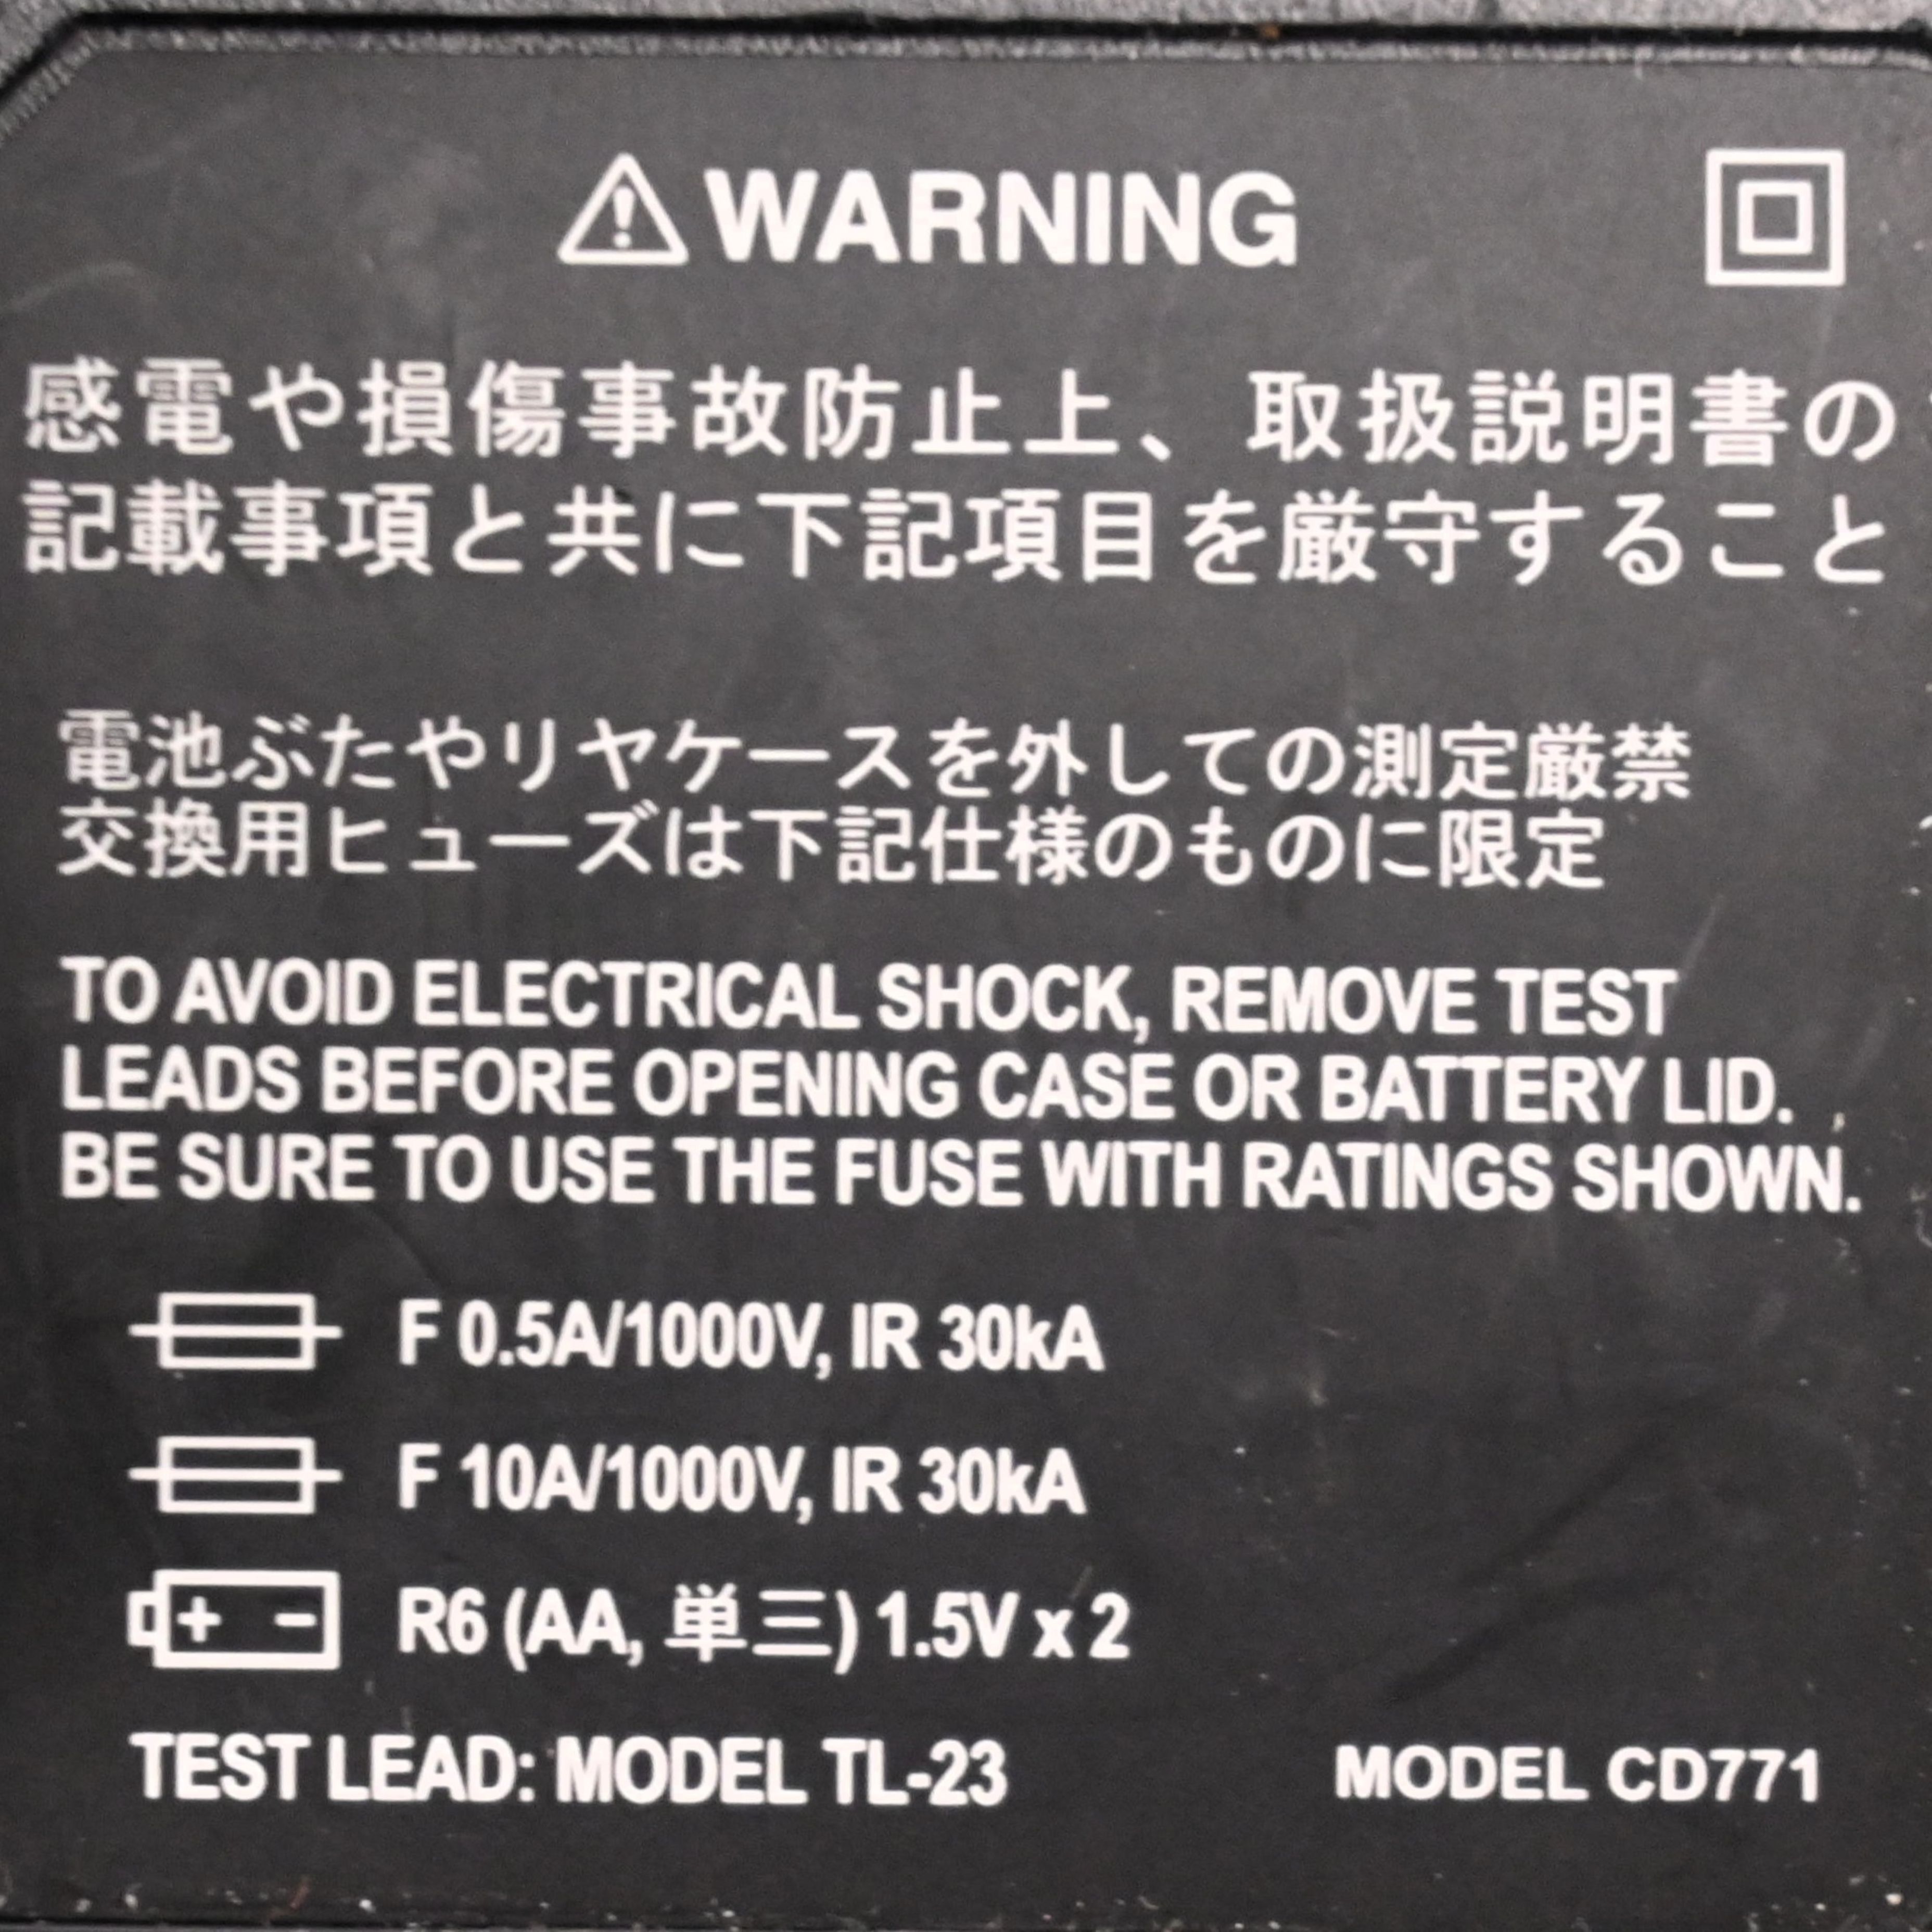 WARNING
感電や損傷事故防止上、取扱説明書の
記載事項と共に下記項目を厳守すること
電池ぶたやリヤケースを外しての測定厳禁
交換用ヒューズは下記仕様のものに限定
TO AVOID ELECTRICAL SHOCK, REMOVE TEST
LEADS BEFORE OPENING CASE OR BATTERY LID.
BE SURE TO USE THE FUSE WITH RATINGS SHOWN.
F 0.5A/1000V, IR 30kA
F 10A/1000V, IR 30kA
R6 (AA, 単三) 1.5V x 2
TEST LEAD: MODEL TL-23 MODEL CD771